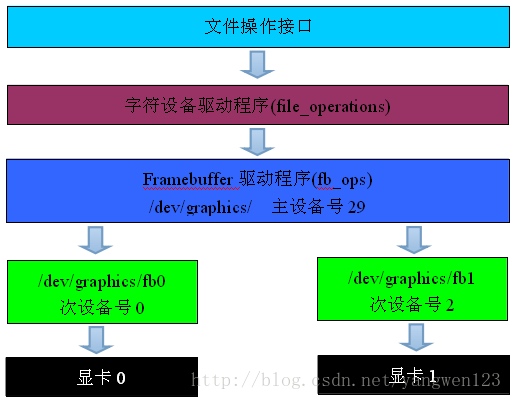 文件操作接口
字符设备驱动程序(file_operations)
Framebuffer 驱动程序(fb_ops)
/dev/graphics/ 主设备号 29
/dev/graphics/fb0
次设备号 0
/dev/graphics/fb1
次设备号 2
显卡 0
显卡 1
http://blog.csdn.net/yangwen123